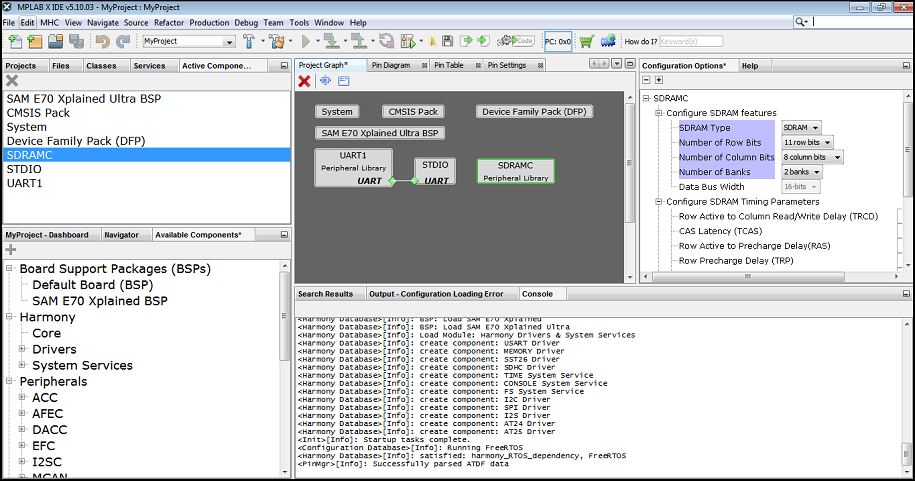 MPLAB X IDE v5.10.03 - MyProject : MyProject
File Edit MHC View Navigate Source Refactor Production Debug Team Tools Window Help
MyProject
PC: 0x0
How do I? Keyword(s)
Projects Files Classes Services Active Compone...
SAM E70 Xplained Ultra BSP
CMSIS Pack
System
Device Family Pack (DFP)
SDRAMC
STDIO
UART1
MyProject - Dashboard Navigator Available Components*
Board Support Packages (BSPs)
Default Board (BSP)
SAM E70 Xplained BSP
Harmony
Core
Drivers
System Services
Peripherals
ACC
AFEC
DACC
EFC
I2SC
MCAN
Project Graph* Pin Diagram Pin Table Pin Settings
System CMSIS Pack Device Family Pack (DFP)
SAM E70 Xplained Ultra BSP
UART1
Peripheral Library
UART
STDIO
UART
SDRAMC
Peripheral Library
Configuration Options* Help
SDRAMC
Configure SDRAM features
SDRAM Type SDRAM
Number of Row Bits 11 row bits
Number of Column Bits 8 column bits
Number of Banks 2 banks
Data Bus Width 16-bits
Configure SDRAM Timing Parameters
Row Active to Column Read/Write Delay (TRCD)
CAS Latency (TCAS)
Row Active to Precharge Delay(RAS)
Row Precharge Delay (TRP)
Search Results Output - Configuration Loading Error Console
<Harmony Database>[Info]: BSP: Load SAM E70 Xplained
<Harmony Database>[Info]: BSP: Load SAM E70 Xplained Ultra
<Harmony Database>[Info]: Load Module: Harmony Drivers & System Services
<Harmony Database>[Info]: create component: USART Driver
<Harmony Database>[Info]: create component: MEMORY Driver
<Harmony Database>[Info]: create component: SST26 Driver
<Harmony Database>[Info]: create component: SDHC Driver
<Harmony Database>[Info]: create component: TIME System Service
<Harmony Database>[Info]: create component: CONSOLE System Service
<Harmony Database>[Info]: create component: FS System Service
<Harmony Database>[Info]: create component: I2C Driver
<Harmony Database>[Info]: create component: SPI Driver
<Harmony Database>[Info]: create component: I2S Driver
<Harmony Database>[Info]: create component: AT24 Driver
<Harmony Database>[Info]: create component: AT25 Driver
<Init>[Info]: Startup tasks complete.
<Configuration Database>[Info]: Running FreeRTOS
<Harmony Database>[Info]: satisfied: harmony_RTOS_dependency, FreeRTOS
<PinMgr>[Info]: Successfully parsed ATDF data